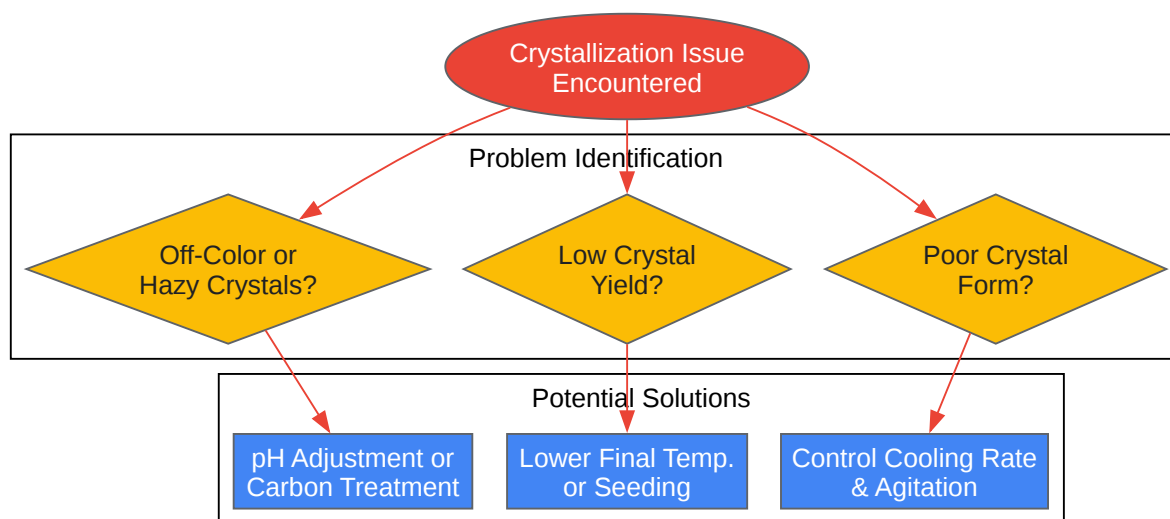 Crystallization Issue
Encountered
Problem Identification
Off-Color or
Hazy Crystals?
Low Crystal
Yield?
Poor Crystal
Form?
Potential Solutions
pH Adjustment or
Carbon Treatment
Lower Final Temp.
or Seeding
Control Cooling Rate
& Agitation